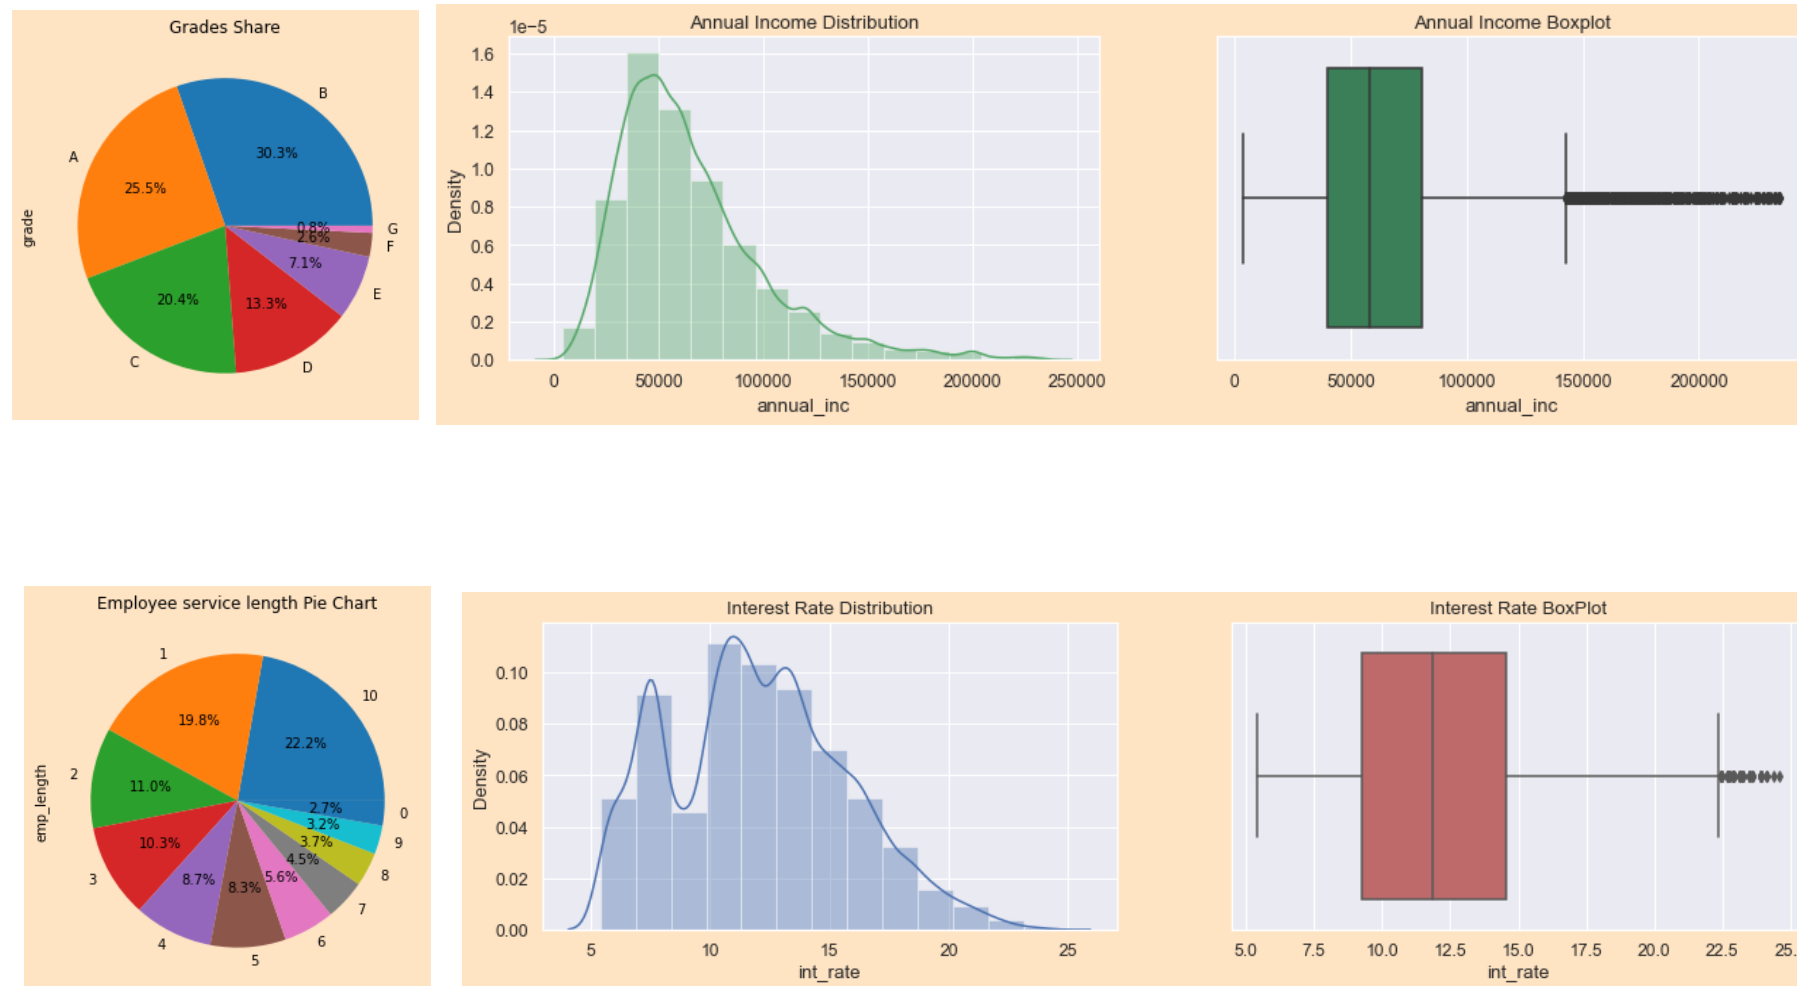 Grades Share
B
A
30.3%
25.5%
grade
0.8%
G
2.6%
F
7.1%
E
20.4%
13.3%
C
D
Annual Income Distribution
1e−5
1.6
1.4
1.2
1.0
0.8
0.6
0.4
0.2
0.0
Density
0 50000 100000 150000 200000 250000
annual_inc
Annual Income Boxplot
0 50000 100000 150000 200000
annual_inc
Employee service length Pie Chart
1
10
19.8%
22.2%
2
11.0%
emp_length
2.7%
0
3.2%
9
3.7%
10.3%
4.5%
8
3
8.7%
8.3%
5.6%
7
4
6
5
Interest Rate Distribution
0.10
0.08
0.06
0.04
0.02
0.00
Density
5 10 15 20 25
int_rate
Interest Rate BoxPlot
5.0 7.5 10.0 12.5 15.0 17.5 20.0 22.5 25.
int_rate